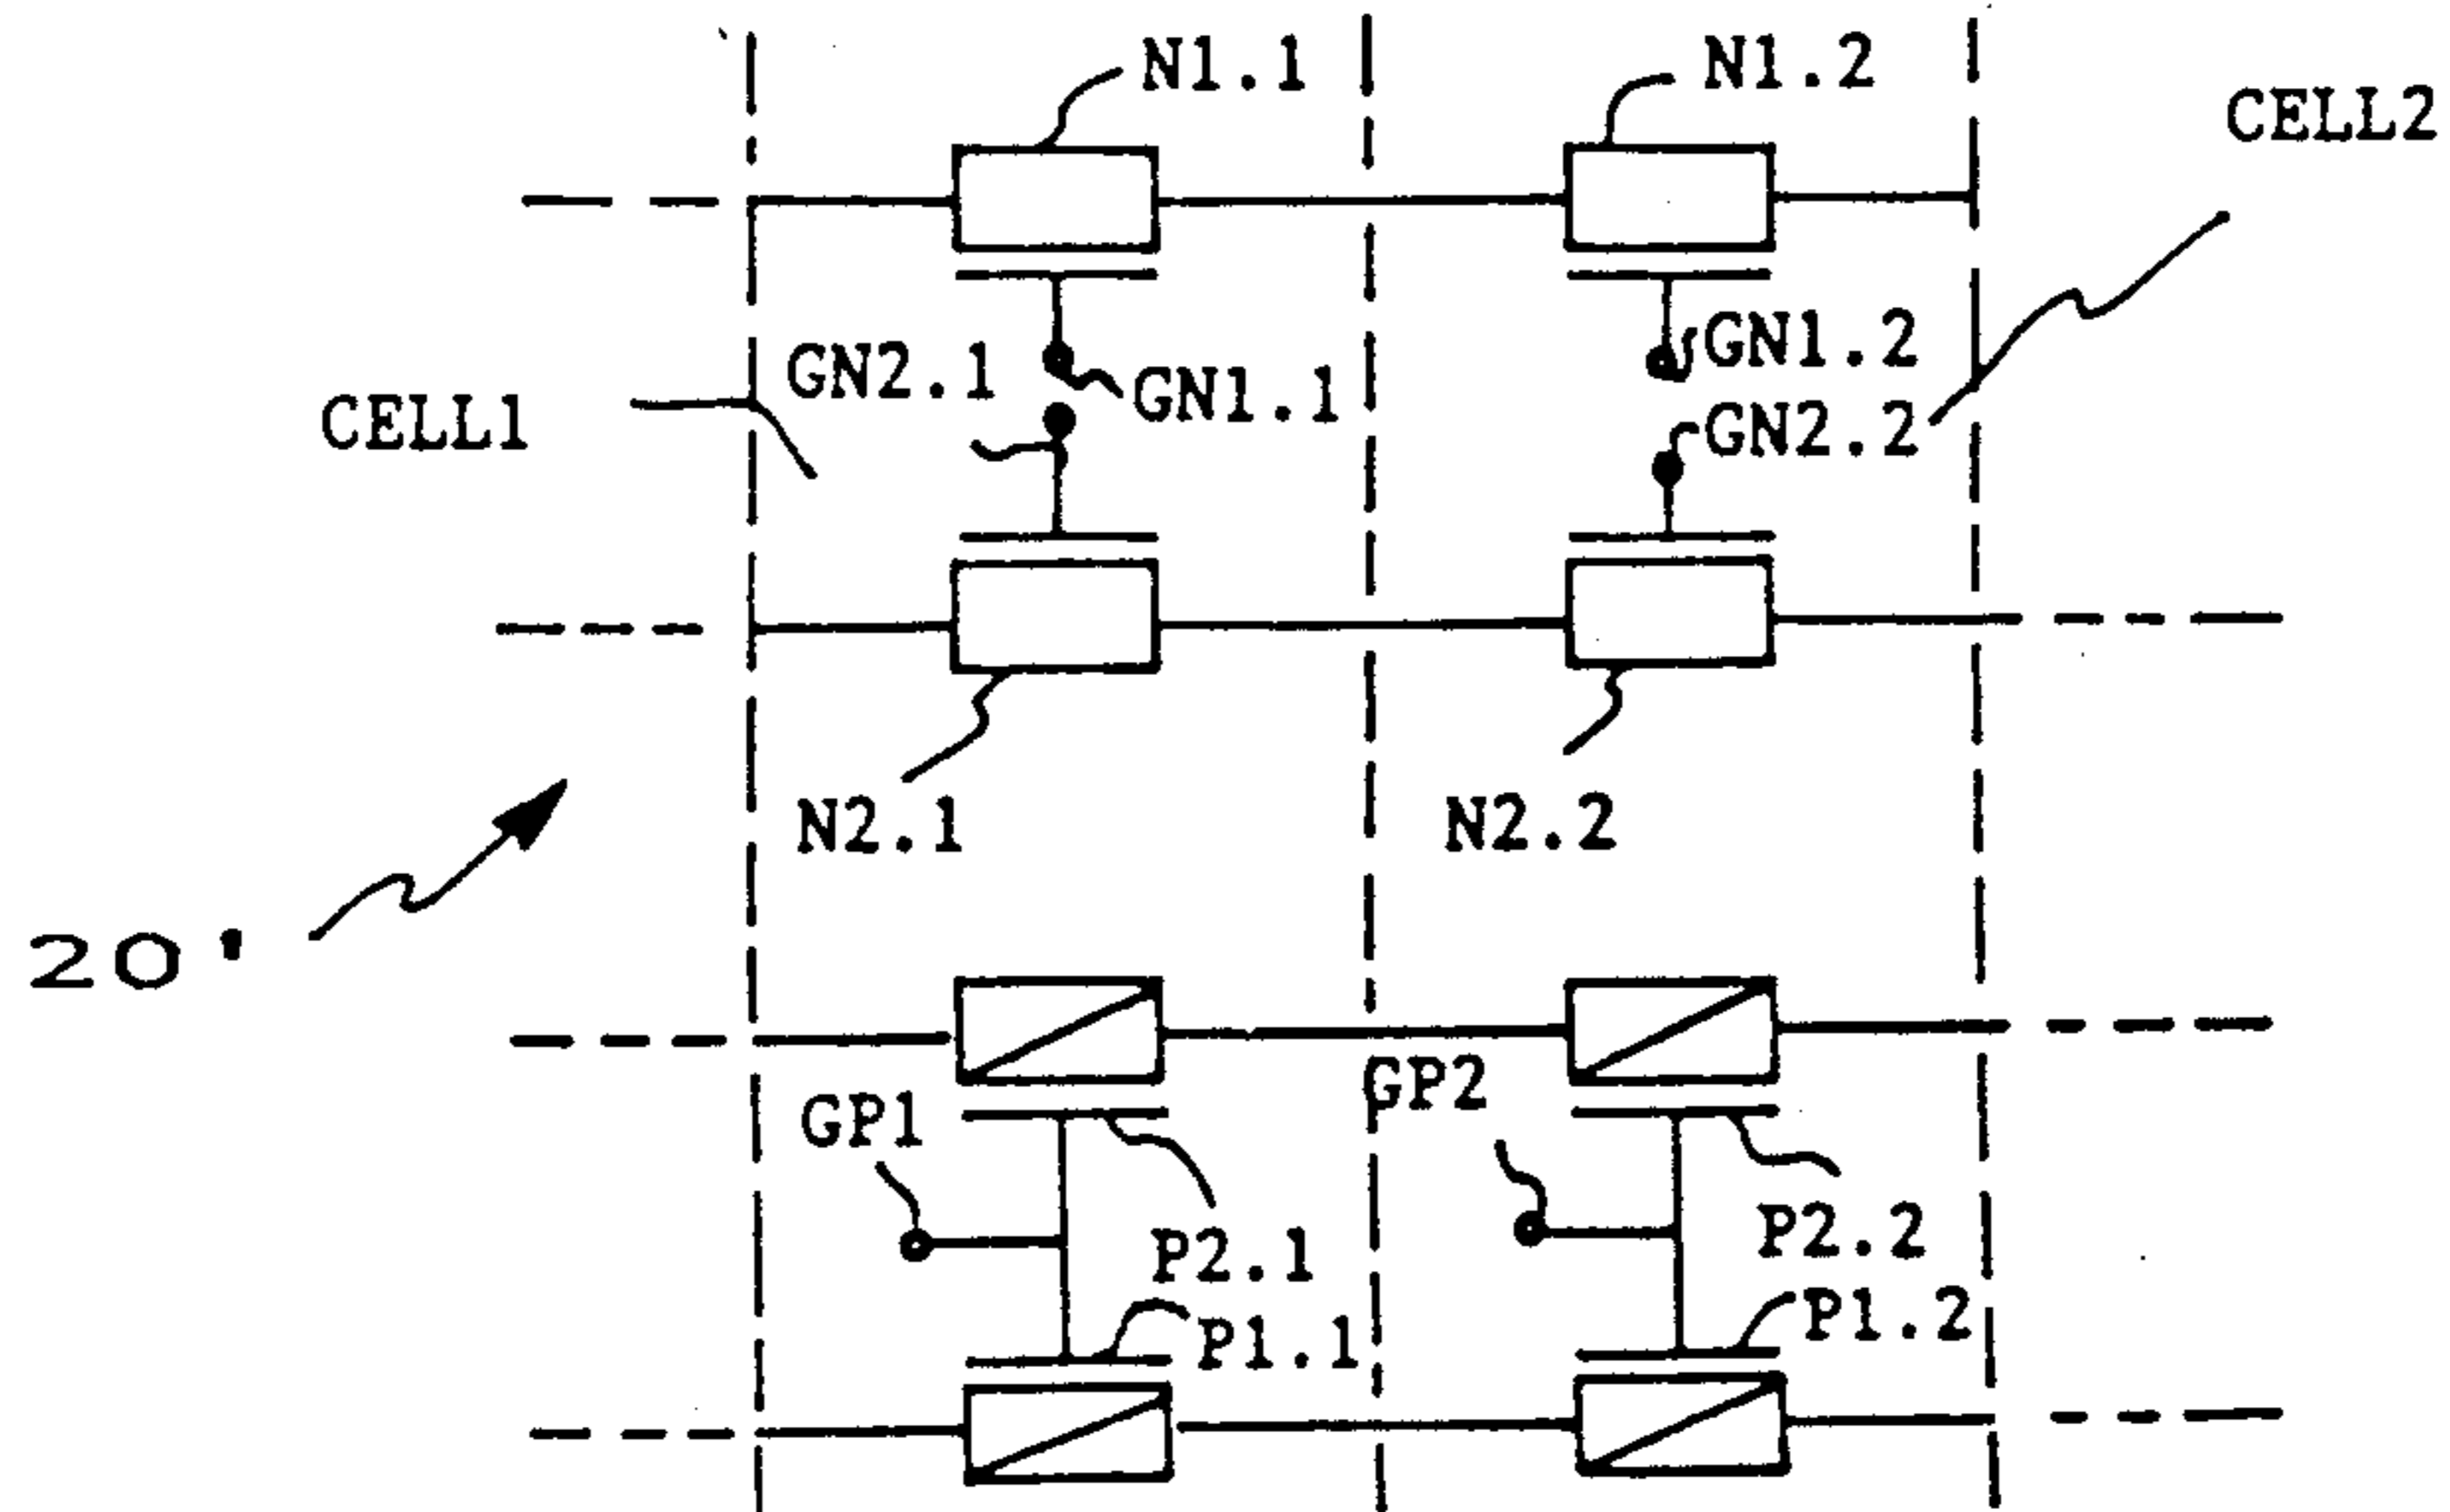 N1.1
N1.2
CELL2
GN2.1
GN1.1
GN1.2
CELL1
GN2.2
N2.1
N2.2
20'
GP1
GP2
P2.1
P2.2
P1.1
P1.2